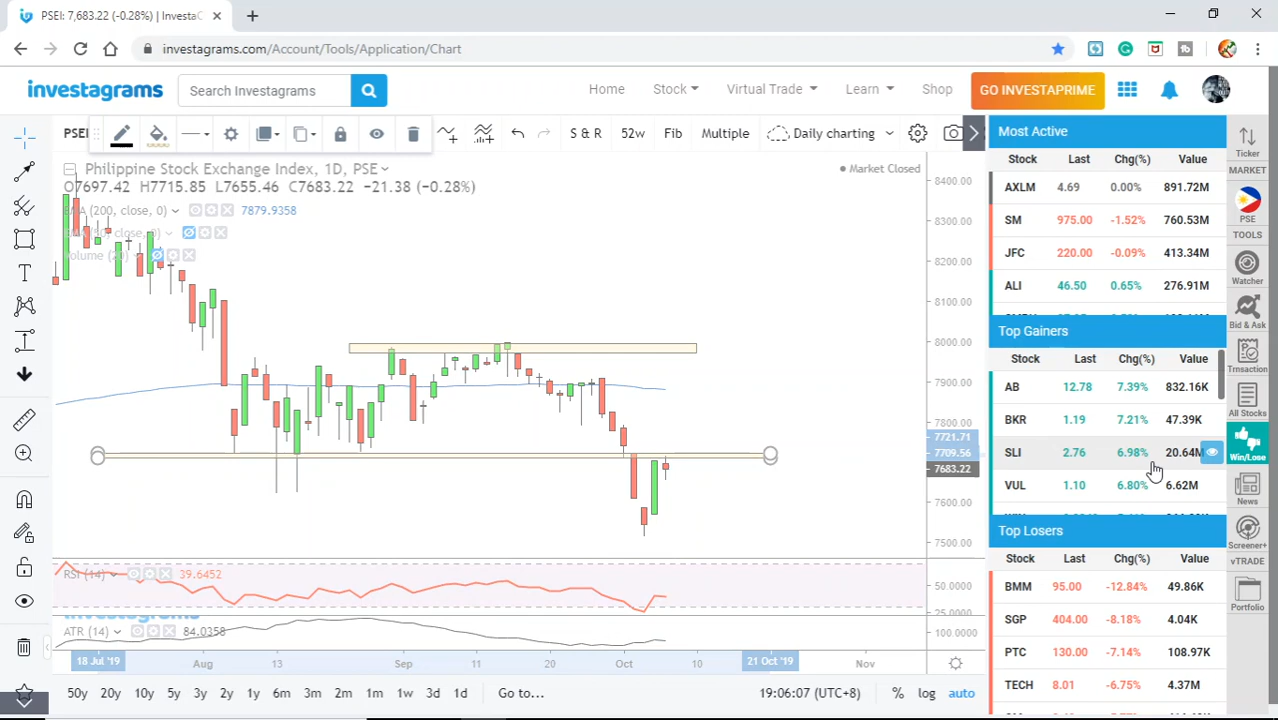 PSEI: 7,683.22 (-0.28%) | Investa
investagrams.com/Account/Tools/Application/Chart
investagrams
Search Investagrams
Home
Stock
Virtual Trade
Learn
Shop
GO INVESTAPRIME
PSEI
S & R
52w
Fib
Multiple
Daily charting
Philippine Stock Exchange Index, 1D, PSE
Market Closed
O7697.42 H7715.85 L7655.46 C7683.22 -21.38 (-0.28%)
EMA (200, close, 0) 7879.9358
close, 0)
Volume (20)
8400.00
8300.00
8200.00
8100.00
8000.00
7900.00
7800.00
7721.71
7709.56
7683.22
7600.00
7500.00
RSI (14) 39.6452
50.0000
25.0000
investagrams
ATR (14) 84.0358
100.0000
18 Jul '19 Aug 13 Sep 11 20 Oct 10 21 Oct '19 Nov
50y 20y 10y 5y 3y 2y 1y 6m 3m 2m 1m 1w 3d 1d Go to...
19:06:07 (UTC+8) % log auto
Most Active
Stock Last Chg(%) Value
AXLM 4.69 0.00% 891.72M
SM 975.00 -1.52% 760.53M
JFC 220.00 -0.09% 413.34M
ALI 46.50 0.65% 276.91M
Top Gainers
Stock Last Chg(%) Value
AB 12.78 7.39% 832.16K
BKR 1.19 7.21% 47.39K
SLI 2.76 6.98% 20.64M
VUL 1.10 6.80% 6.62M
Top Losers
Stock Last Chg(%) Value
BMM 95.00 -12.84% 49.86K
SGP 404.00 -8.18% 4.04K
PTC 130.00 -7.14% 108.97K
TECH 8.01 -6.75% 4.37M
Ticker
MARKET
PSE
TOOLS
Watcher
Bid & Ask
Trnsaction
All Stocks
Win/Lose
News
Screener+
vTRADE
Portfolio